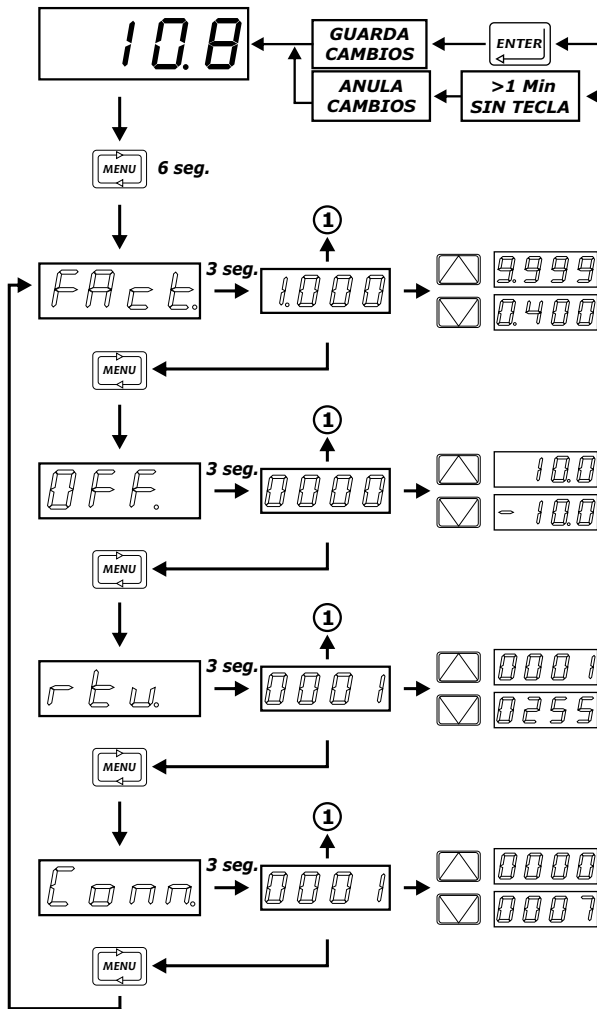 10.8
GUARDA
CAMBIOS
ENTER
ANULA
CAMBIOS
>1 Min
SIN TECLA
MENU
6 seg.
1
FAct.
3 seg.
1.000
9.999
0.400
MENU
1
OFF.
3 seg.
0000
10.0
-10.0
MENU
1
rtu.
3 seg.
0001
0001
0255
MENU
1
Conn.
3 seg.
0001
0000
0007
MENU